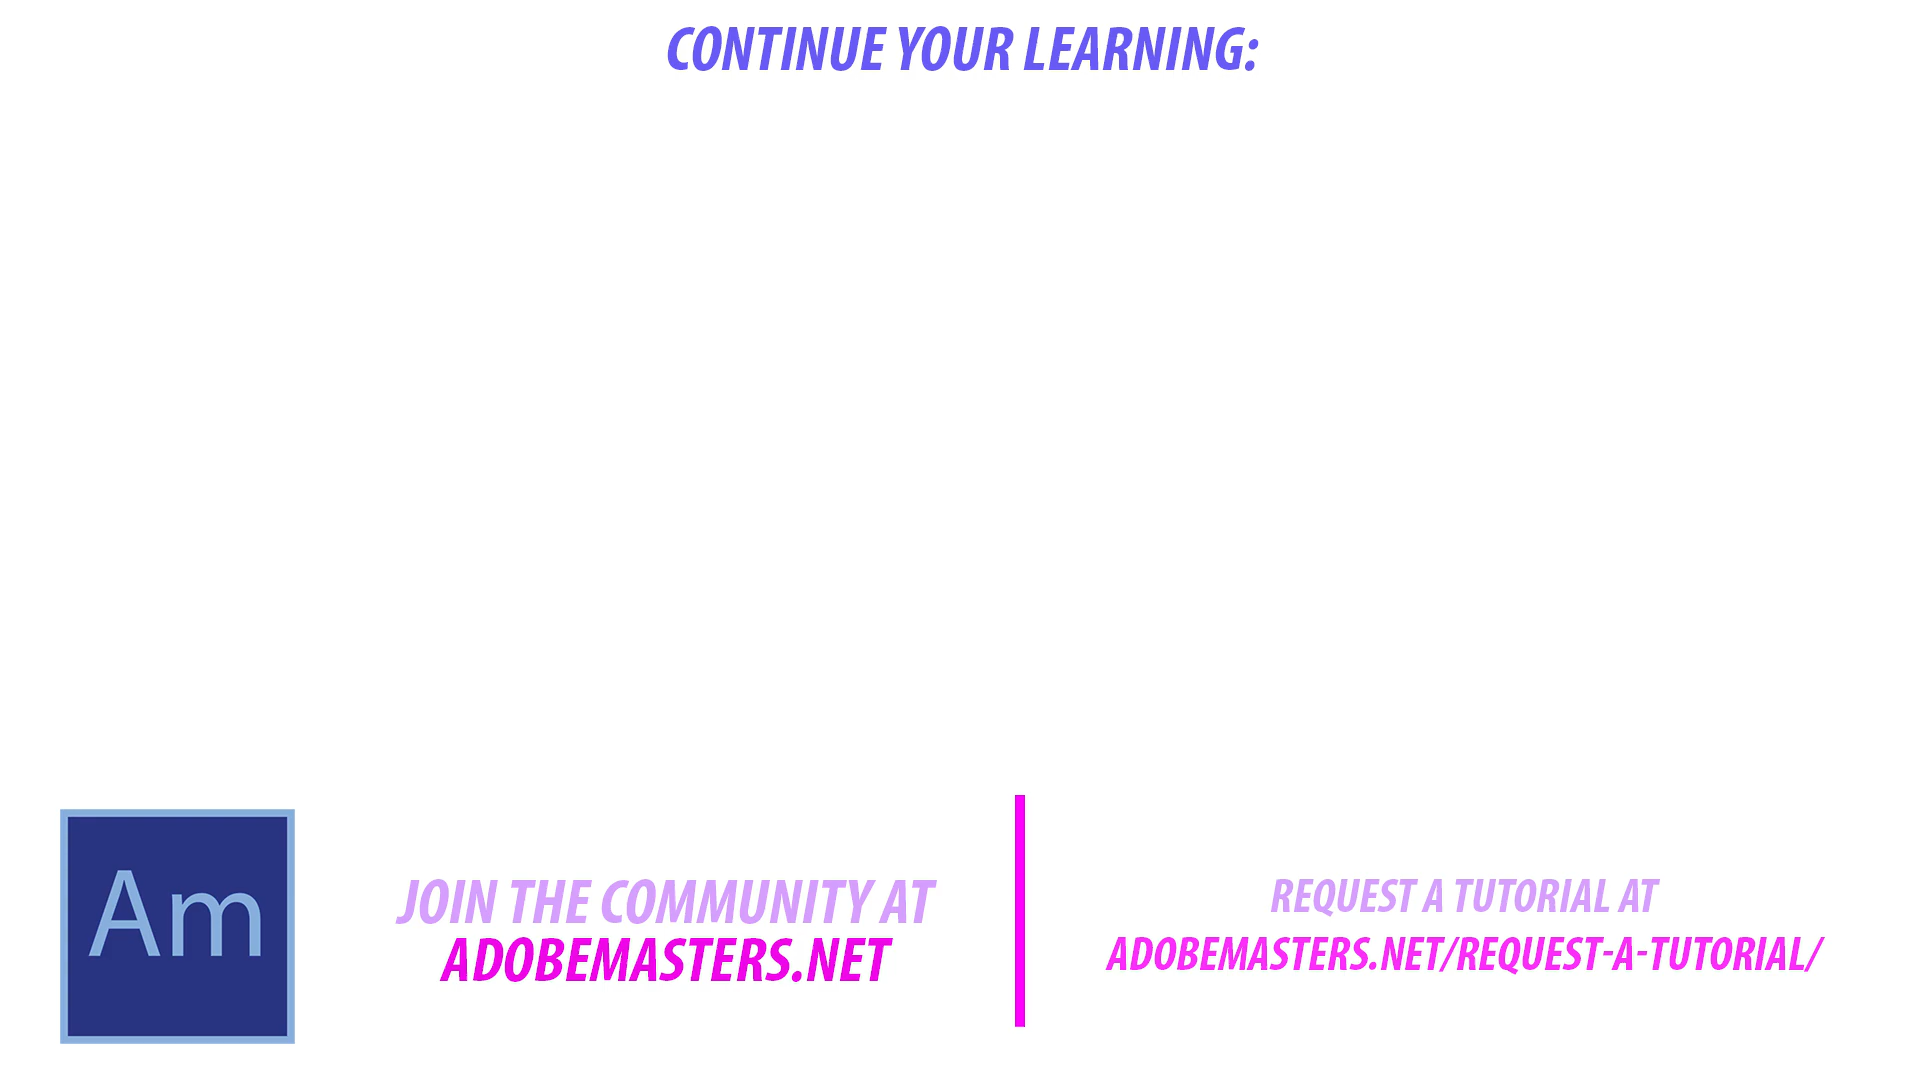 CONTINUE YOUR LEARNING:
Am
JOIN THE COMMUNITY AT
ADOBEMASTERS.NET
REQUEST A TUTORIAL AT
ADOBEMASTERS.NET/REQUEST-A-TUTORIAL/